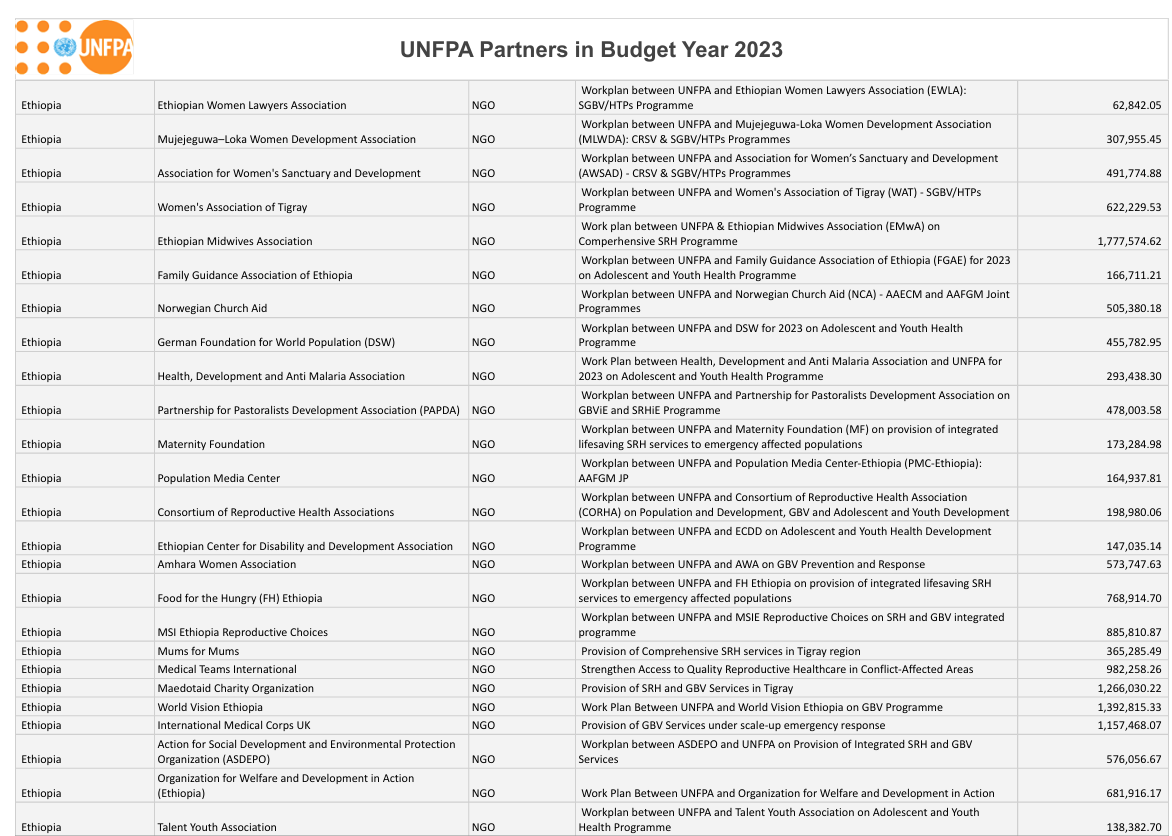 UNFPA
UNFPA Partners in Budget Year 2023
Workplan between UNFPA and Ethiopian Women Lawyers Association (EWLA):
Ethiopia Ethiopian Women Lawyers Association NGO SGBV/HTPs Programme 62,842.05
Workplan between UNFPA and Mujejeguwa-Loka Women Development Association
Ethiopia Mujejeguwa–Loka Women Development Association NGO (MLWDA): CRSV & SGBV/HTPs Programmes 307,955.45
Workplan between UNFPA and Association for Women’s Sanctuary and Development
Ethiopia Association for Women's Sanctuary and Development NGO (AWSAD) - CRSV & SGBV/HTPs Programmes 491,774.88
Workplan between UNFPA and Women's Association of Tigray (WAT) - SGBV/HTPs
Ethiopia Women's Association of Tigray NGO Programme 622,229.53
Work plan between UNFPA & Ethiopian Midwives Association (EMwA) on
Ethiopia Ethiopian Midwives Association NGO Comperhensive SRH Programme 1,777,574.62
Workplan between UNFPA and Family Guidance Association of Ethiopia (FGAE) for 2023
Ethiopia Family Guidance Association of Ethiopia NGO on Adolescent and Youth Health Programme 166,711.21
Workplan between UNFPA and Norwegian Church Aid (NCA) - AAECM and AAFGM Joint
Ethiopia Norwegian Church Aid NGO Programmes 505,380.18
Workplan between UNFPA and DSW for 2023 on Adolescent and Youth Health
Ethiopia German Foundation for World Population (DSW) NGO Programme 455,782.95
Work Plan between Health, Development and Anti Malaria Association and UNFPA for
Ethiopia Health, Development and Anti Malaria Association NGO 2023 on Adolescent and Youth Health Programme 293,438.30
Workplan between UNFPA and Partnership for Pastoralists Development Association on
Ethiopia Partnership for Pastoralists Development Association (PAPDA) NGO GBViE and SRHiE Programme 478,003.58
Workplan between UNFPA and Maternity Foundation (MF) on provision of integrated
Ethiopia Maternity Foundation NGO lifesaving SRH services to emergency affected populations 173,284.98
Workplan between UNFPA and Population Media Center-Ethiopia (PMC-Ethiopia):
Ethiopia Population Media Center NGO AAFGM JP 164,937.81
Workplan between UNFPA and Consortium of Reproductive Health Association
Ethiopia Consortium of Reproductive Health Associations NGO (CORHA) on Population and Development, GBV and Adolescent and Youth Development 198,980.06
Workplan between UNFPA and ECDD on Adolescent and Youth Health Development
Ethiopia Ethiopian Center for Disability and Development Association NGO Programme 147,035.14
Ethiopia Amhara Women Association NGO Workplan between UNFPA and AWA on GBV Prevention and Response 573,747.63
Workplan between UNFPA and FH Ethiopia on provision of integrated lifesaving SRH
Ethiopia Food for the Hungry (FH) Ethiopia NGO services to emergency affected populations 768,914.70
Workplan between UNFPA and MSIE Reproductive Choices on SRH and GBV integrated
Ethiopia MSI Ethiopia Reproductive Choices NGO programme 885,810.87
Ethiopia Mums for Mums NGO Provision of Comprehensive SRH services in Tigray region 365,285.49
Ethiopia Medical Teams International NGO Strengthen Access to Quality Reproductive Healthcare in Conflict-Affected Areas 982,258.26
Ethiopia Maedotaid Charity Organization NGO Provision of SRH and GBV Services in Tigray 1,266,030.22
Ethiopia World Vision Ethiopia NGO Work Plan Between UNFPA and World Vision Ethiopia on GBV Programme 1,392,815.33
Ethiopia International Medical Corps UK NGO Provision of GBV Services under scale-up emergency response 1,157,468.07
Action for Social Development and Environmental Protection Workplan between ASDEPO and UNFPA on Provision of Integrated SRH and GBV
Ethiopia Organization (ASDEPO) NGO Services 576,056.67
Organization for Welfare and Development in Action
Ethiopia (Ethiopia) NGO Work Plan Between UNFPA and Organization for Welfare and Development in Action 681,916.17
Workplan between UNFPA and Talent Youth Association on Adolescent and Youth
Ethiopia Talent Youth Association NGO Health Programme 138,382.70